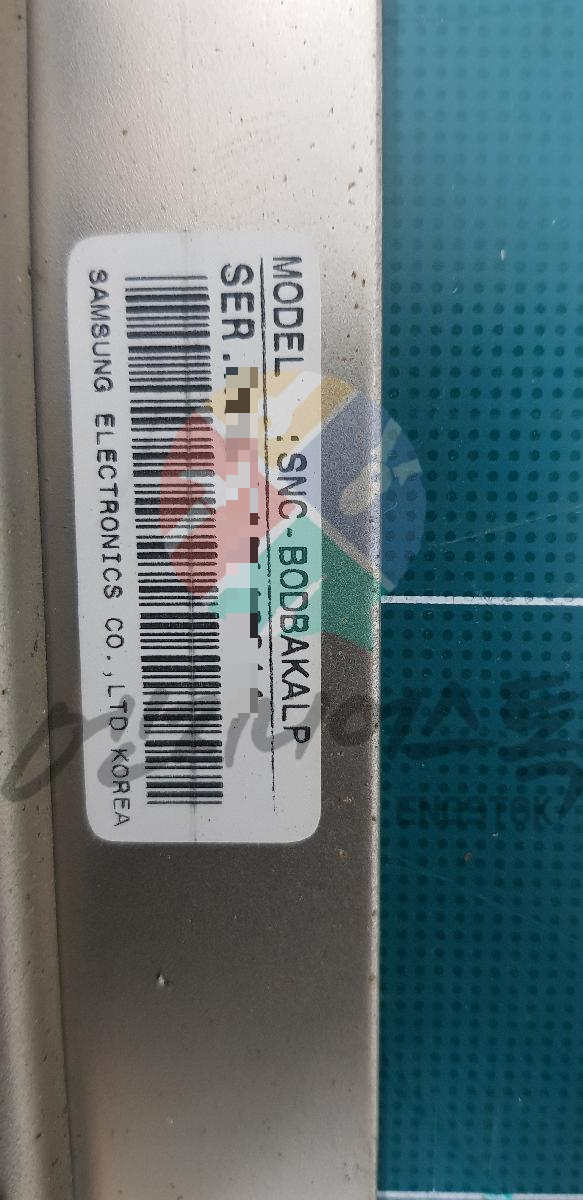 MODEL :SNC-BODBAKALP
SER.
SAMSUNG ELECTRONICS CO.,LTD KOREA